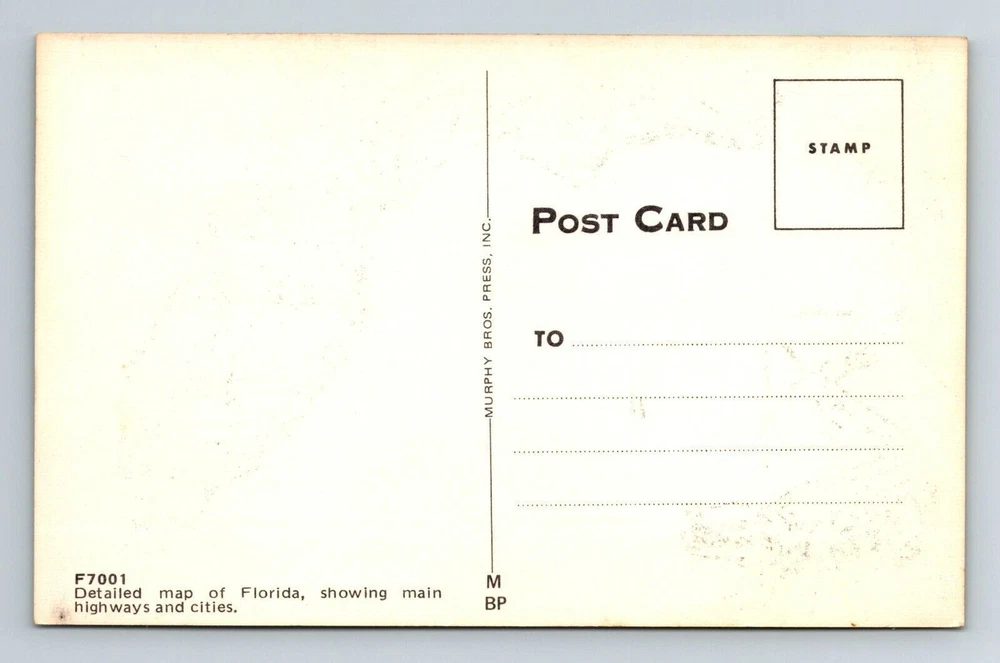 STAMP
POST CARD
TO
MURPHY BROS. PRESS, INC.
F7001
Detailed map of Florida, showing main
highways and cities.
M
BP